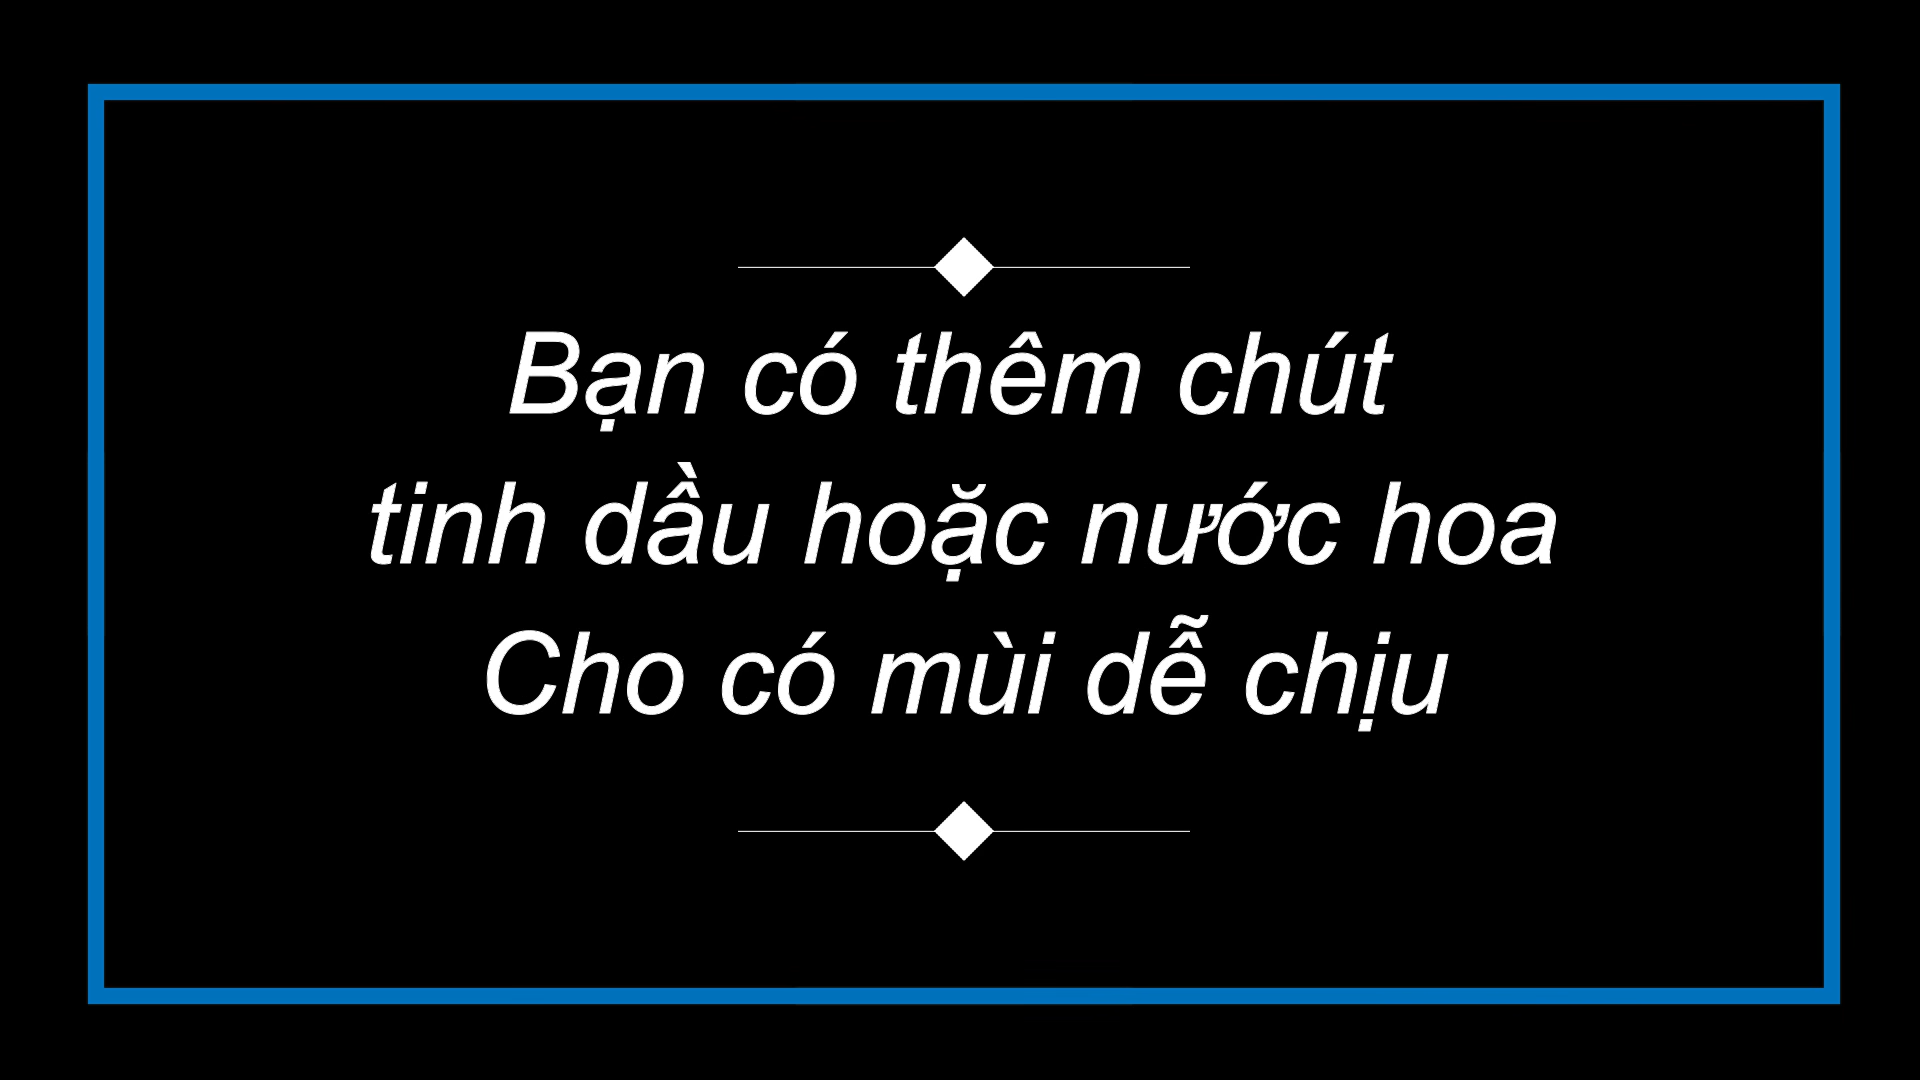 Bạn có thêm chút
tinh dầu hoặc nước hoa
Cho có mùi dễ chịu